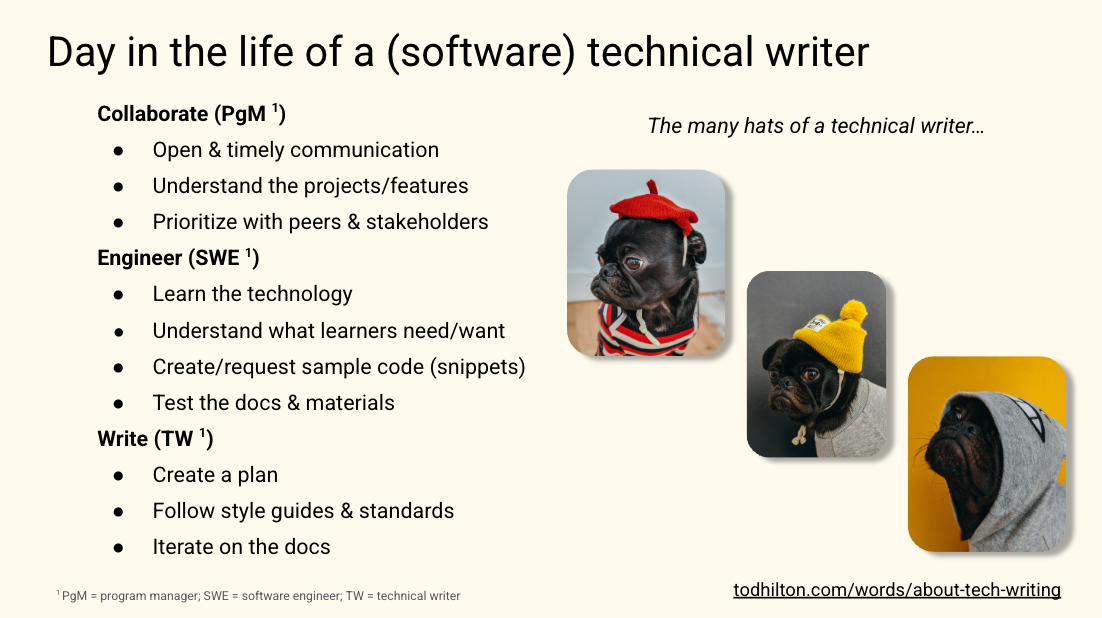 Day in the life of a (software) technical writer
Collaborate (PgM ¹)
● Open & timely communication
● Understand the projects/features
● Prioritize with peers & stakeholders
Engineer (SWE ¹)
● Learn the technology
● Understand what learners need/want
● Create/request sample code (snippets)
● Test the docs & materials
Write (TW ¹)
● Create a plan
● Follow style guides & standards
● Iterate on the docs
¹ PgM = program manager; SWE = software engineer; TW = technical writer
The many hats of a technical writer…
todhilton.com/words/about-tech-writing